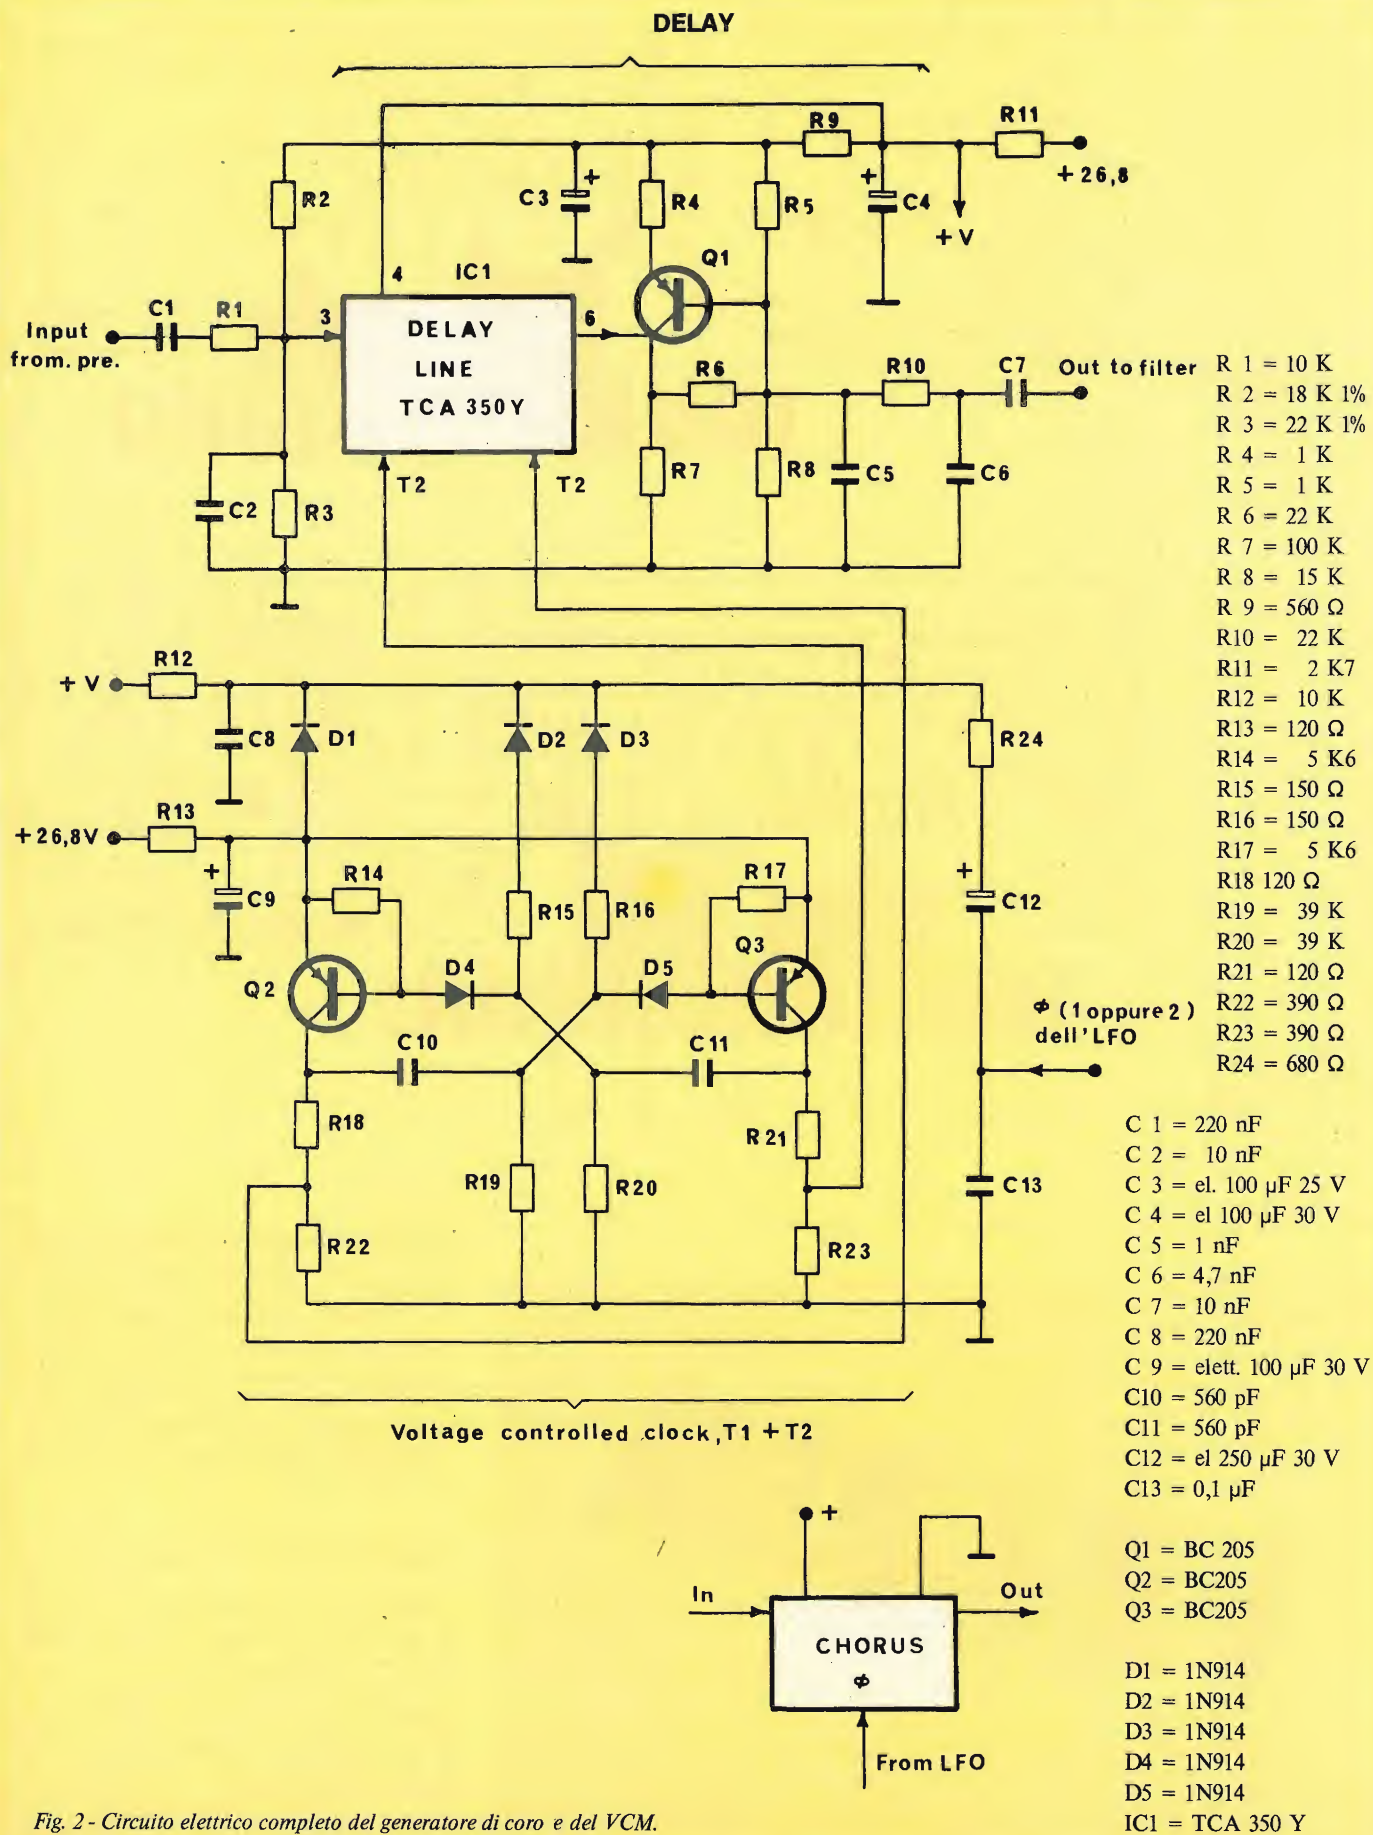 DELAY
R9
R11
+ 26,8
R2
C3
+
R4
R5
+
C4
+ V
4
IC1
Q1
C1
R1
3
6
Input
from. pre.
DELAY
LINE
TCA 350Y
R6
R10
C7
Out to filter
T2
T2
R7
R8
C5
C6
C2
R3
R 1 = 10 K
R 2 = 18 K 1%
R 3 = 22 K 1%
R 4 = 1 K
R 5 = 1 K
R 6 = 22 K
R 7 = 100 K
R 8 = 15 K
R 9 = 560 Ω
R10 = 22 K
R11 = 2 K7
R12 = 10 K
R13 = 120 Ω
R14 = 5 K6
R15 = 150 Ω
R16 = 150 Ω
R17 = 5 K6
R18 120 Ω
R19 = 39 K
R20 = 39 K
R21 = 120 Ω
R22 = 390 Ω
R23 = 390 Ω
R24 = 680 Ω
+ V
R12
C8
D1
D2
D3
R24
+26,8V
R13
+
C9
R14
R15
R16
R17
+
C12
Q2
D4
D5
Q3
C10
C11
Φ (1 oppure 2)
dell'LFO
R18
R19
R20
R21
C13
R22
R23
Voltage controlled clock, T1 + T2
C 1 = 220 nF
C 2 = 10 nF
C 3 = el. 100 µF 25 V
C 4 = el 100 µF 30 V
C 5 = 1 nF
C 6 = 4,7 nF
C 7 = 10 nF
C 8 = 220 nF
C 9 = elett. 100 µF 30 V
C10 = 560 pF
C11 = 560 pF
C12 = el 250 µF 30 V
C13 = 0,1 µF
Q1 = BC 205
Q2 = BC205
Q3 = BC205
D1 = 1N914
D2 = 1N914
D3 = 1N914
D4 = 1N914
D5 = 1N914
IC1 = TCA 350 Y
+
In
Out
CHORUS
Φ
From LFO
Fig. 2 - Circuito elettrico completo del generatore di coro e del VCM.